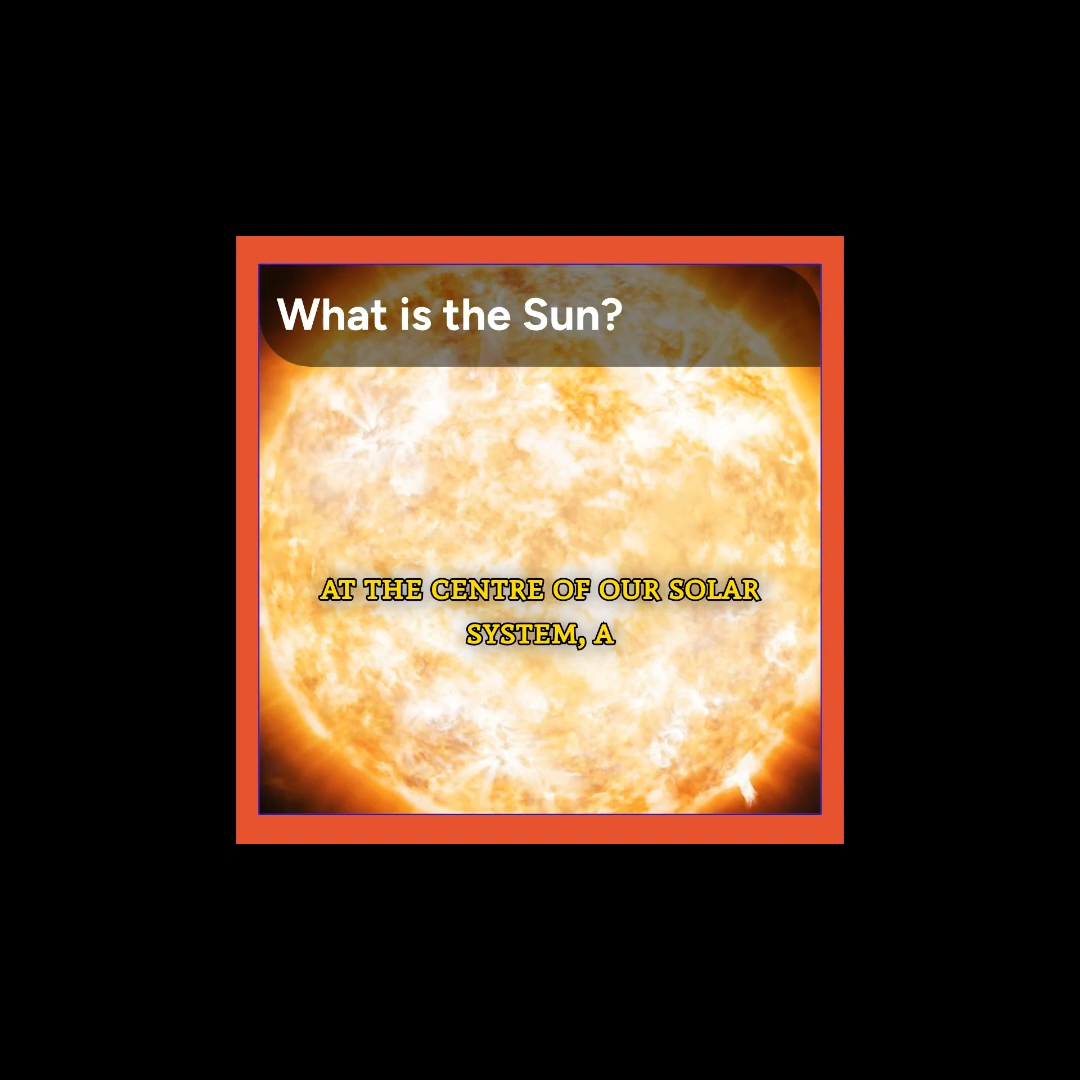 What is the Sun?
AT THE CENTRE OF OUR SOLAR
SYSTEM, A